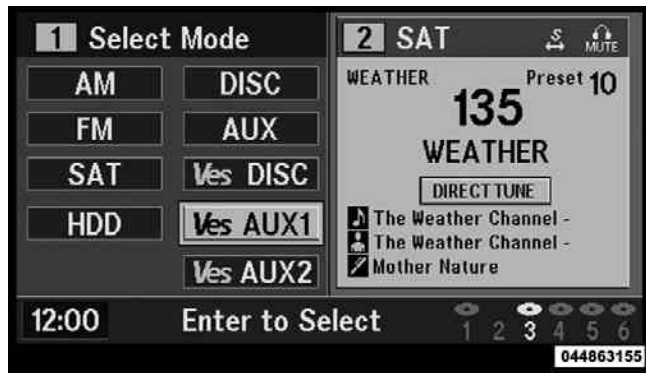 1 Select Mode
AM
DISC
FM
AUX
SAT
Ves DISC
HDD
Ves AUX1
Ves AUX2
2 SAT
S
MUTE
WEATHER
Preset 10
135
WEATHER
DIRECT TUNE
The Weather Channel -
The Weather Channel -
Mother Nature
12:00
Enter to Select
1 2 3 4 5 6
044863155